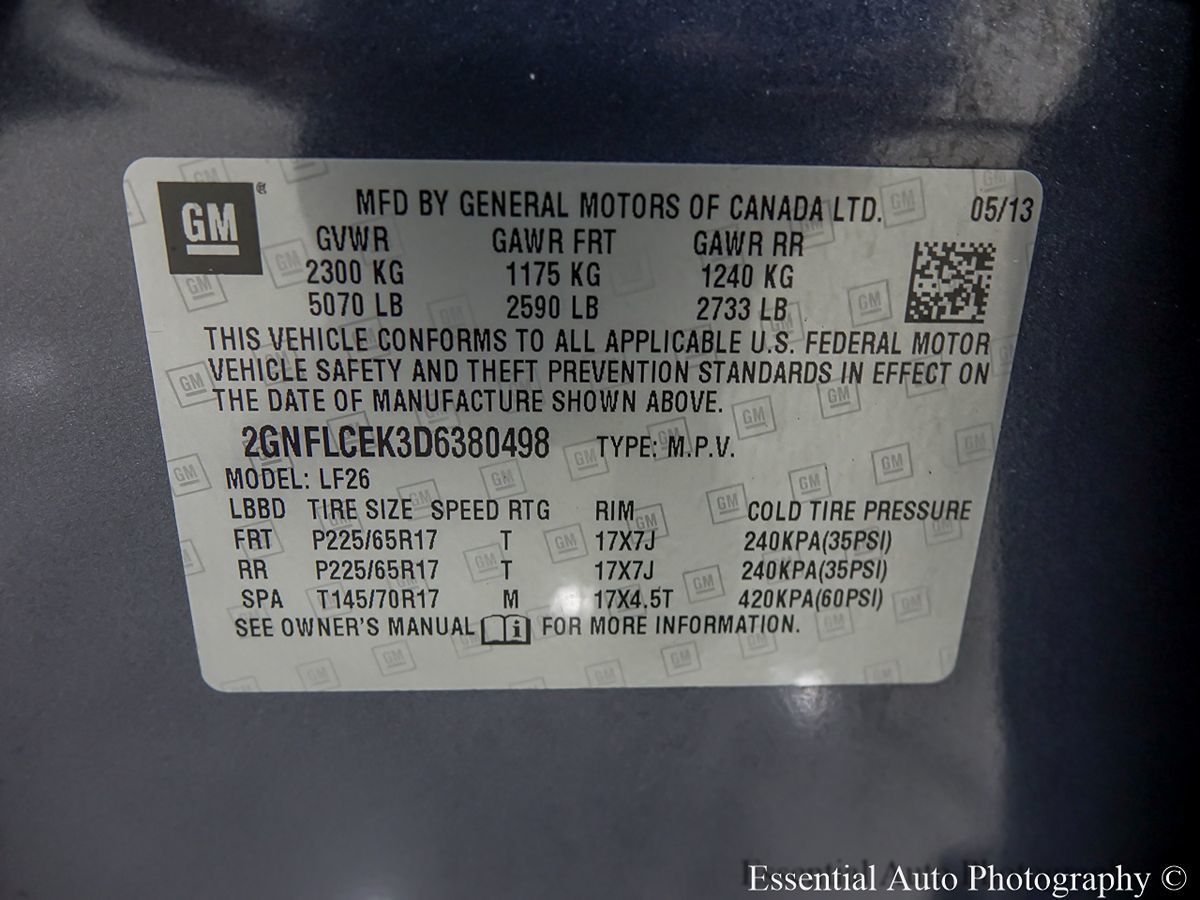 GM ®
MFD BY GENERAL MOTORS OF CANADA LTD. 05/13
GVWR GAWR FRT GAWR RR
2300 KG 1175 KG 1240 KG
5070 LB 2590 LB 2733 LB
THIS VEHICLE CONFORMS TO ALL APPLICABLE U.S. FEDERAL MOTOR
VEHICLE SAFETY AND THEFT PREVENTION STANDARDS IN EFFECT ON
THE DATE OF MANUFACTURE SHOWN ABOVE.
2GNFLCEK3D6380498 TYPE: M.P.V.
MODEL: LF26
LBBD TIRE SIZE SPEED RTG RIM COLD TIRE PRESSURE
FRT P225/65R17 T 17X7J 240KPA(35PSI)
RR P225/65R17 T 17X7J 240KPA(35PSI)
SPA T145/70R17 M 17X4.5T 420KPA(60PSI)
SEE OWNER'S MANUAL i FOR MORE INFORMATION.
Essential Auto Photography ©